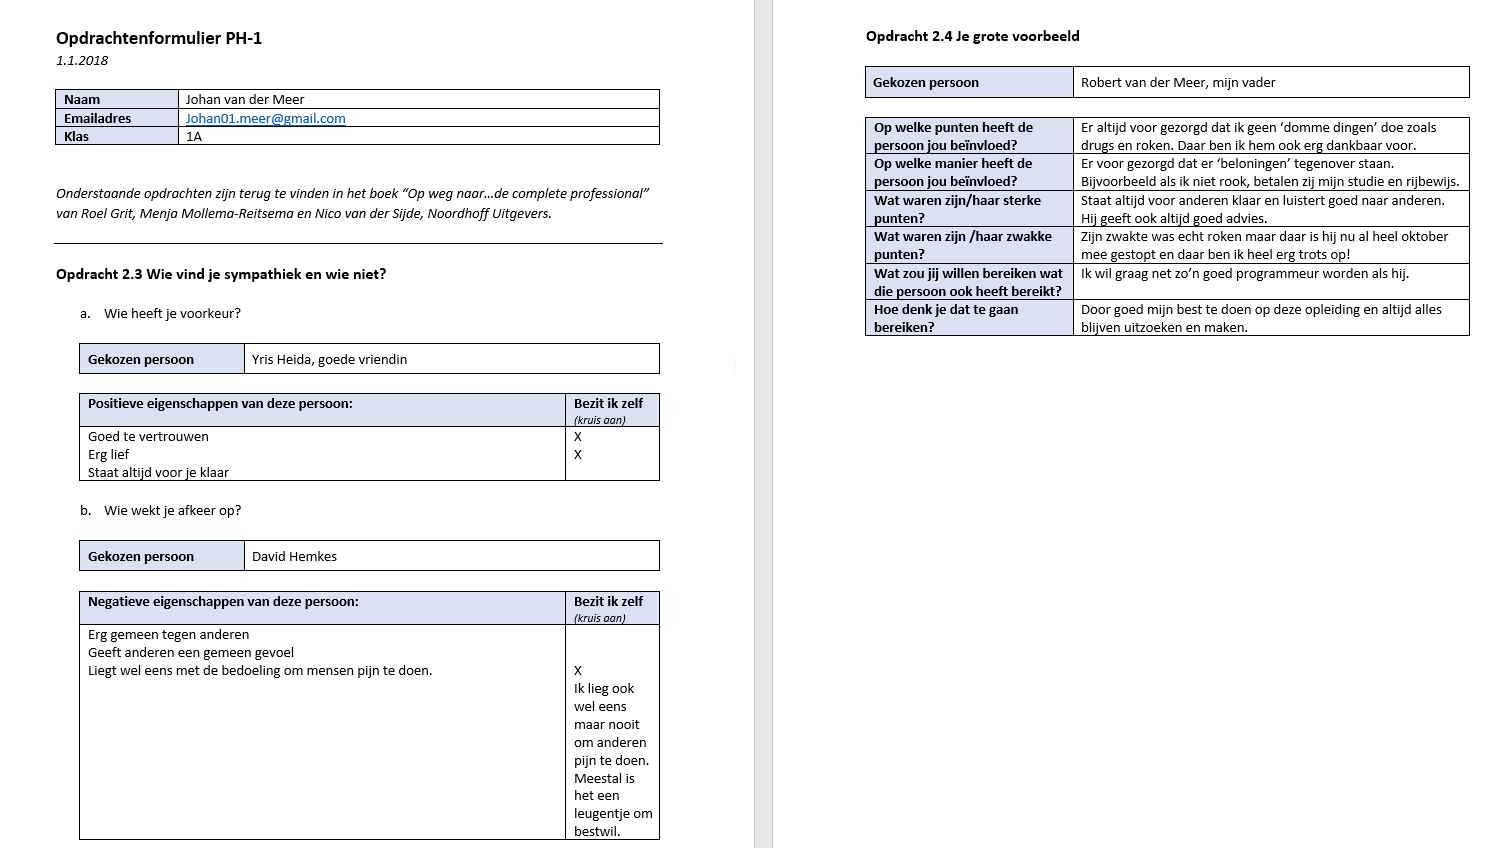 Opdrachtenformulier PH-1
1.1.2018
Naam Johan van der Meer
Emailadres Johan01.meer@gmail.com
Klas 1A
Onderstaande opdrachten zijn terug te vinden in het boek “Op weg naar…de complete professional”
van Roel Grit, Menja Mollema-Reitsema en Nico van der Sijde, Noordhoff Uitgevers.
Opdracht 2.3 Wie vind je sympathiek en wie niet?
a. Wie heeft je voorkeur?
Gekozen persoon Yris Heida, goede vriendin
Positieve eigenschappen van deze persoon: Bezit ik zelf
(kruis aan)
Goed te vertrouwen X
Erg lief X
Staat altijd voor je klaar
b. Wie wekt je afkeer op?
Gekozen persoon David Hemkes
Negatieve eigenschappen van deze persoon: Bezit ik zelf
(kruis aan)
Erg gemeen tegen anderen
Geeft anderen een gemeen gevoel
Liegt wel eens met de bedoeling om mensen pijn te doen. X
Ik lieg ook
wel eens
maar nooit
om anderen
pijn te doen.
Meestal is
het een
leugentje om
bestwil.
Opdracht 2.4 Je grote voorbeeld
Gekozen persoon Robert van der Meer, mijn vader
Op welke punten heeft de Er altijd voor gezorgd dat ik geen ‘domme dingen’ doe zoals
persoon jou beïnvloed? drugs en roken. Daar ben ik hem ook erg dankbaar voor.
Op welke manier heeft de Er voor gezorgd dat er ‘beloningen’ tegenover staan.
persoon jou beïnvloed? Bijvoorbeeld als ik niet rook, betalen zij mijn studie en rijbewijs.
Wat waren zijn/haar sterke Staat altijd voor anderen klaar en luistert goed naar anderen.
punten? Hij geeft ook altijd goed advies.
Wat waren zijn /haar zwakke Zijn zwakte was echt roken maar daar is hij nu al heel oktober
punten? mee gestopt en daar ben ik heel erg trots op!
Wat zou jij willen bereiken wat Ik wil graag net zo’n goed programmeur worden als hij.
die persoon ook heeft bereikt?
Hoe denk je dat te gaan Door goed mijn best te doen op deze opleiding en altijd alles
bereiken? blijven uitzoeken en maken.